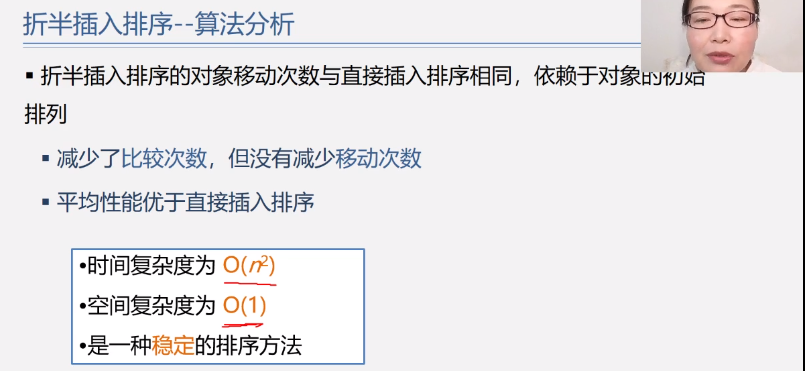 折半插入排序--算法分析
▪ 折半插入排序的对象移动次数与直接插入排序相同，依赖于对象的初始
排列
▪ 减少了比较次数，但没有减少移动次数
▪ 平均性能优于直接插入排序
•时间复杂度为 O(n²)
•空间复杂度为 O(1)
•是一种稳定的排序方法